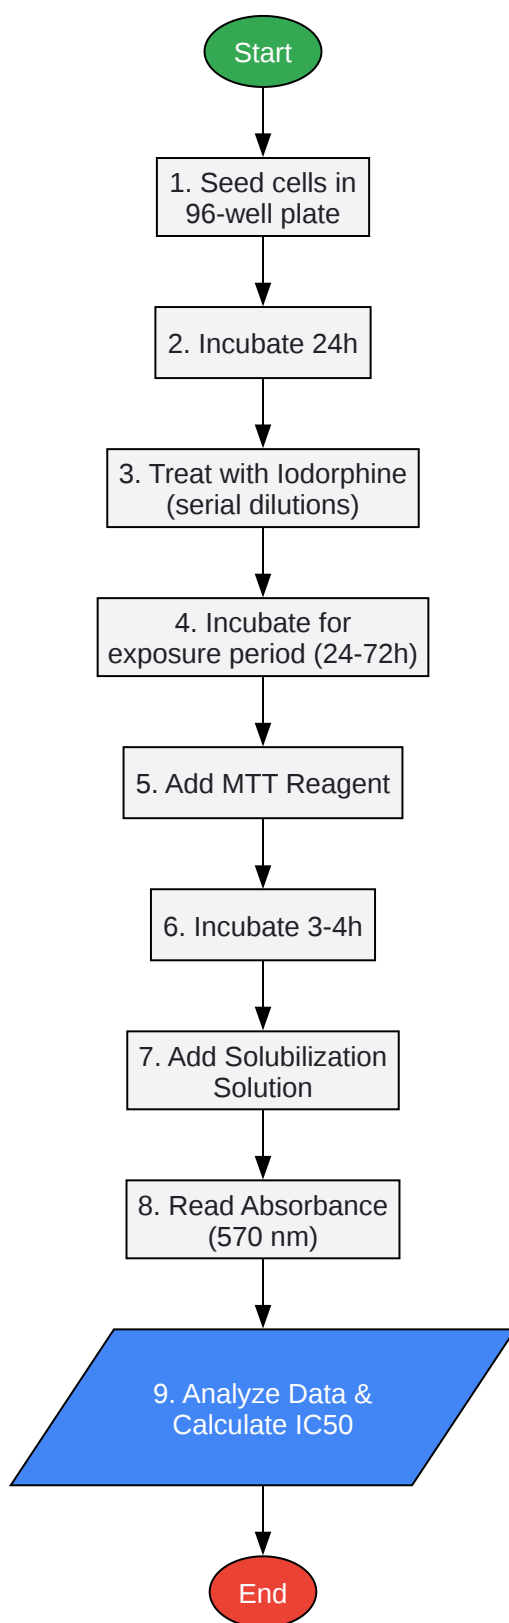 Start
1. Seed cells in
96-well plate
2. Incubate 24h
3. Treat with Iodorphine
(serial dilutions)
4. Incubate for
exposure period (24-72h)
5. Add MTT Reagent
6. Incubate 3-4h
7. Add Solubilization
Solution
8. Read Absorbance
(570 nm)
9. Analyze Data &
Calculate IC50
End